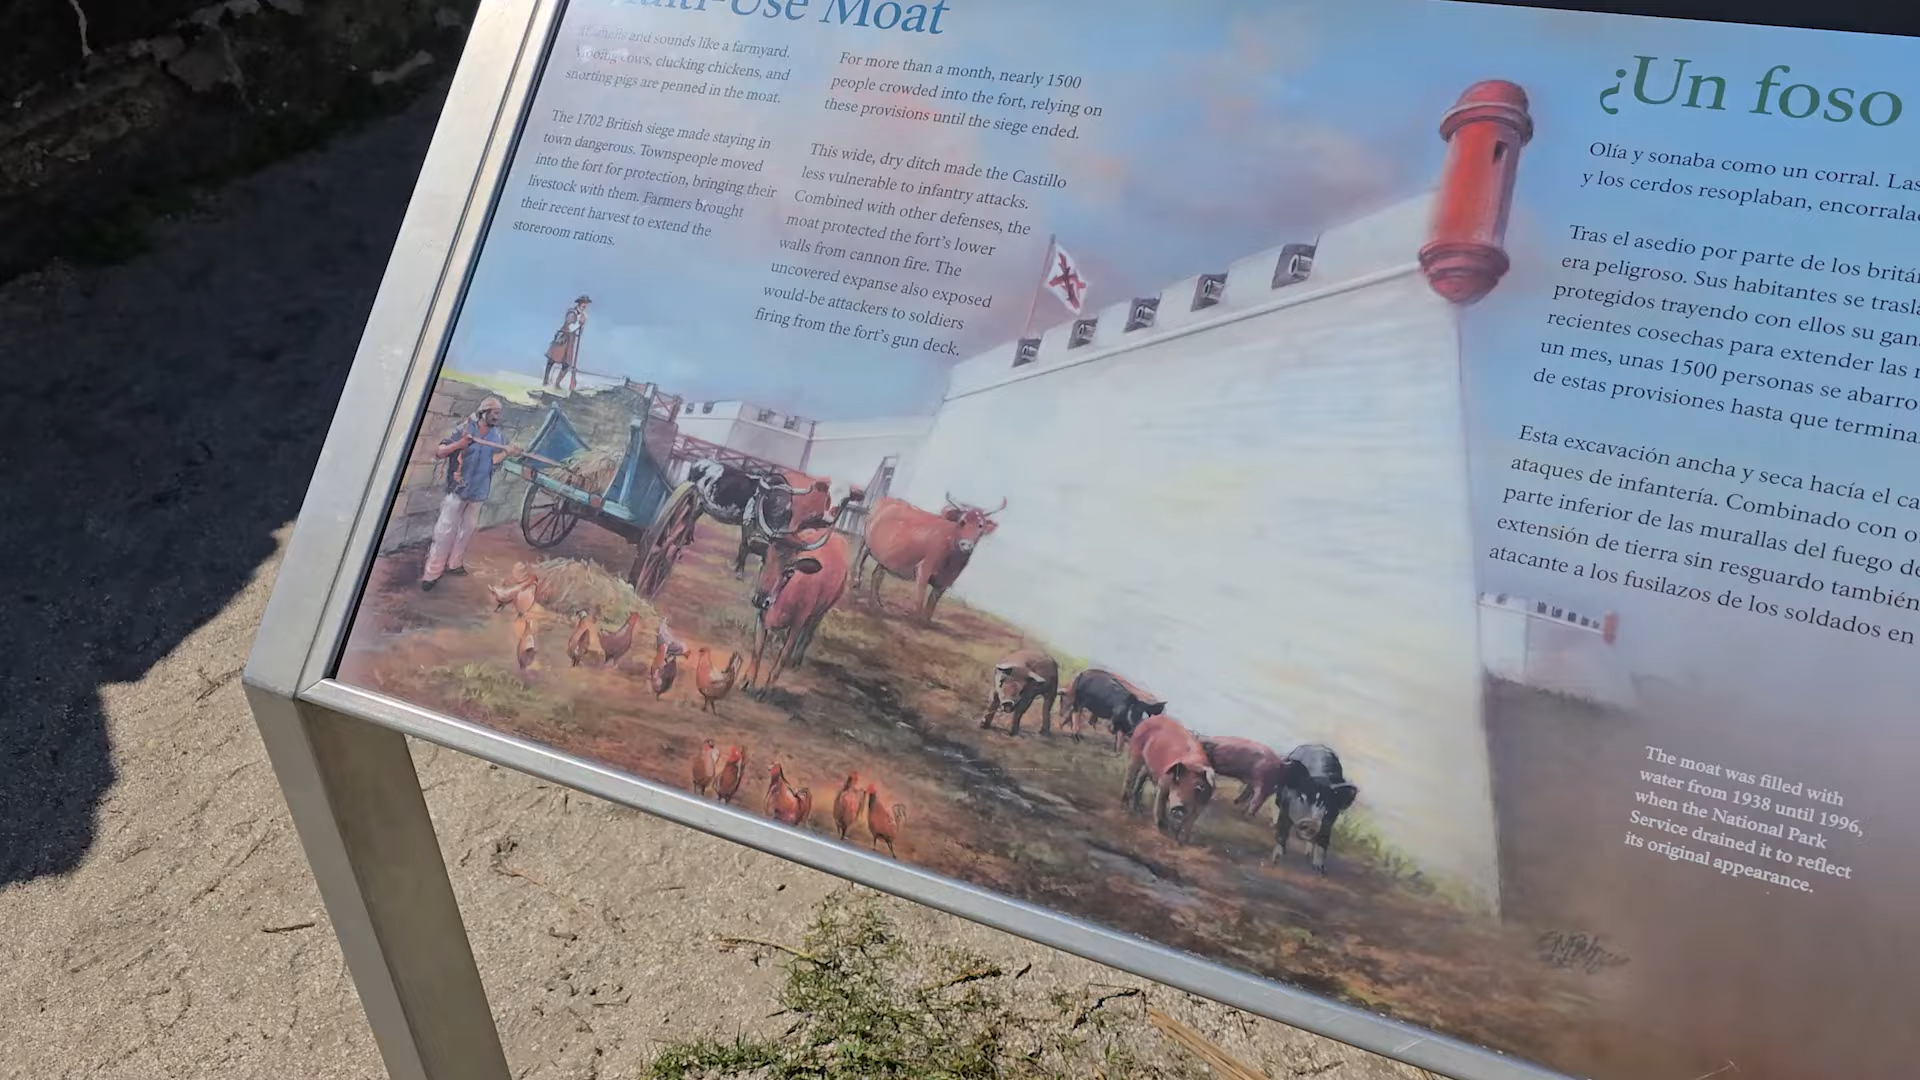 -Use Moat
and sounds like a farmyard.
cows, clucking chickens, and
snorting pigs are penned in the moat.
The 1702 British siege made staying in
town dangerous. Townspeople moved
into the fort for protection, bringing their
livestock with them. Farmers brought
their recent harvest to extend the
storeroom rations.
For more than a month, nearly 1500
people crowded into the fort, relying on
these provisions until the siege ended.
This wide, dry ditch made the Castillo
less vulnerable to infantry attacks.
Combined with other defenses, the
moat protected the fort's lower
walls from cannon fire. The
uncovered expanse also exposed
would-be attackers to soldiers
firing from the fort's gun deck.
¿Un foso
Olía y sonaba como un corral. Las
y los cerdos resoplaban, encorrala
Tras el asedio por parte de los britá
era peligroso. Sus habitantes se trasla
protegidos trayendo con ellos su gan
recientes cosechas para extender las
un mes, unas 1500 personas se abarro
de estas provisiones hasta que termina
Esta excavación ancha y seca hacía el ca
ataques de infantería. Combinado con o
parte inferior de las murallas del fuego de
extensión de tierra sin resguardo también
atacante a los fusilazos de los soldados en
The moat was filled with
water from 1938 until 1996,
when the National Park
Service drained it to reflect
its original appearance.